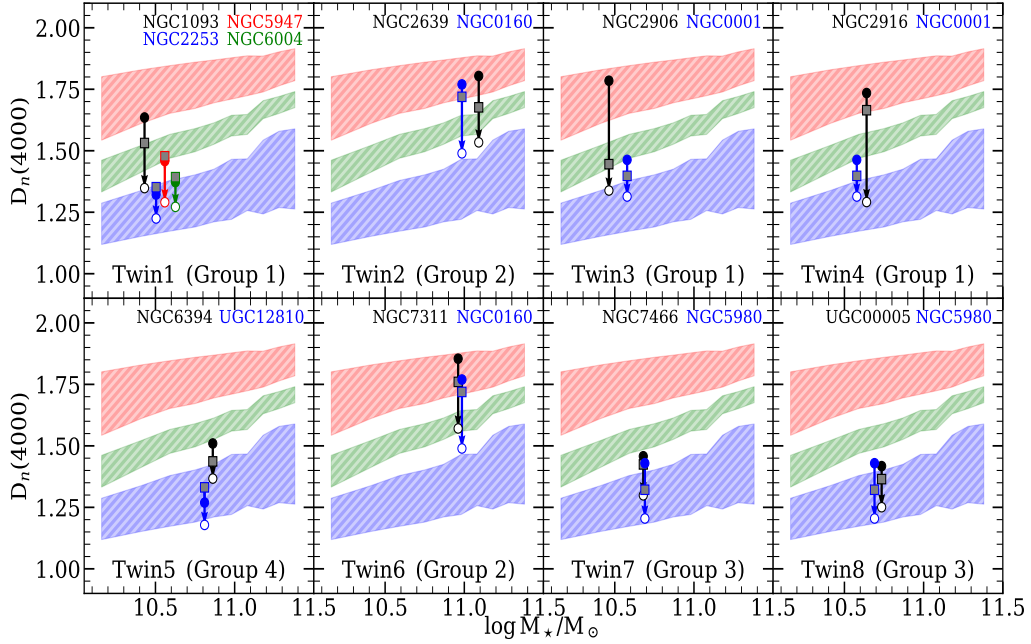 NGC1093 NGC5947
NGC2253 NGC6004
NGC2639 NGC0160
NGC2906 NGC0001
NGC2916 NGC0001
2.00
1.75
1.50
1.25
1.00
Dn(4000)
Twin1 (Group 1)
Twin2 (Group 2)
Twin3 (Group 1)
Twin4 (Group 1)
NGC6394 UGC12810
NGC7311 NGC0160
NGC7466 NGC5980
UGC00005 NGC5980
2.00
1.75
1.50
1.25
1.00
Dn(4000)
Twin5 (Group 4)
Twin6 (Group 2)
Twin7 (Group 3)
Twin8 (Group 3)
10.5 11.0 11.5 10.5 11.0 11.5 10.5 11.0 11.5 10.5 11.0 11.5
log M⋆/M⊙